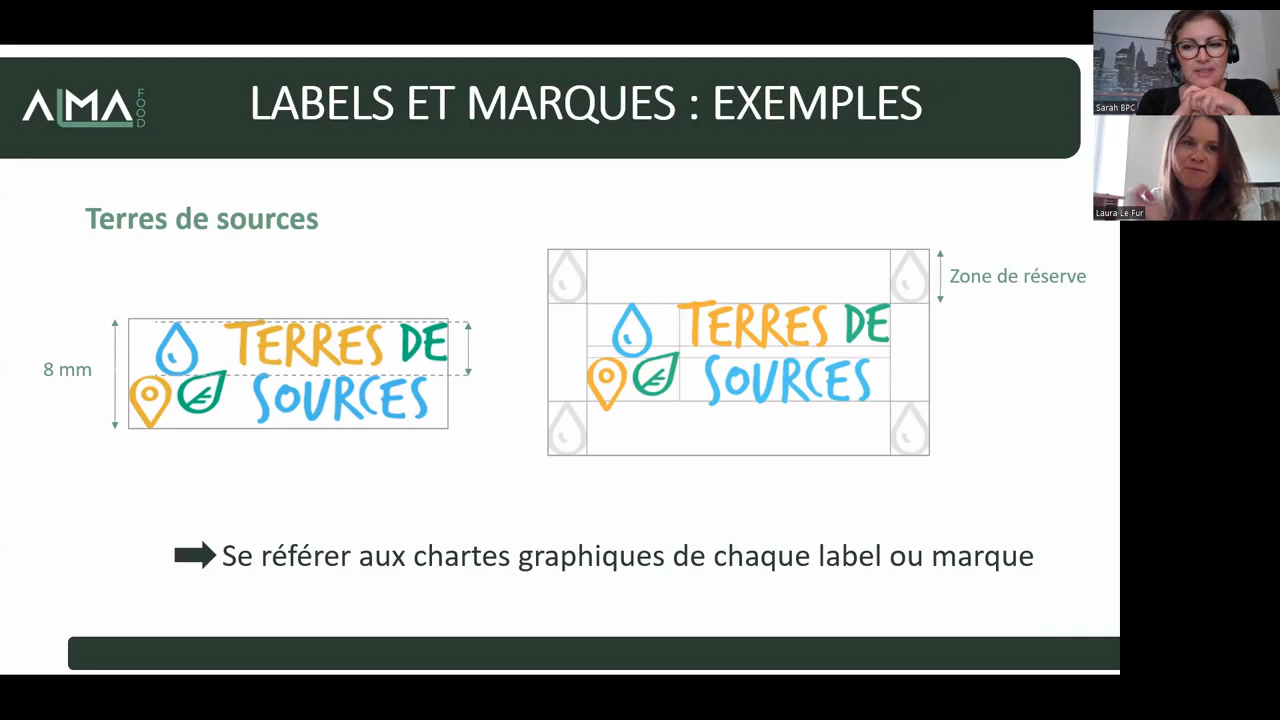 ALMA
FOOD
LABELS ET MARQUES : EXEMPLES
Sarah BPC
Laura Le Fur
Terres de sources
8 mm
TERRES DE
SOURCES
Zone de réserve
TERRES DE
SOURCES
Se référer aux chartes graphiques de chaque label ou marque